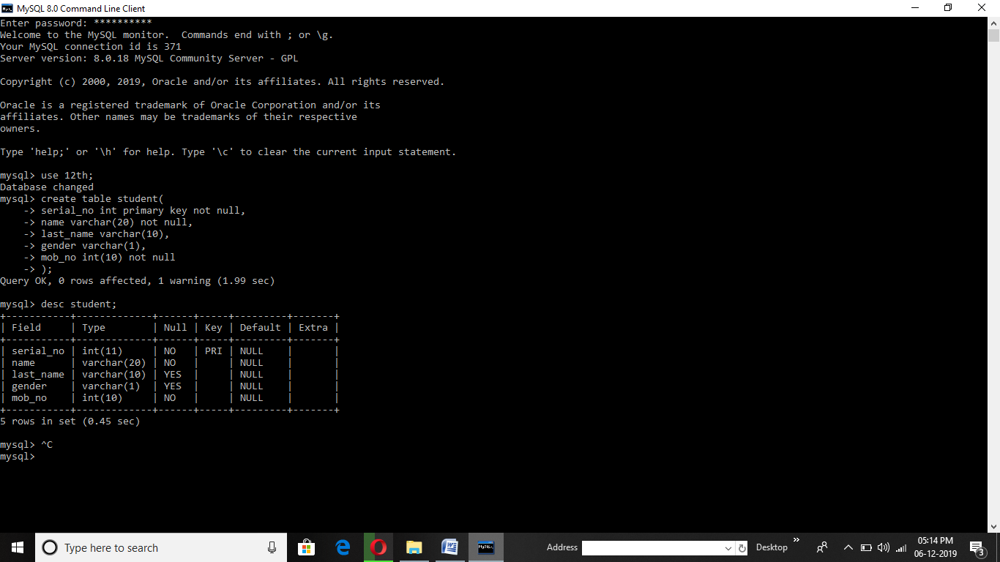 MySQL 8.0 Command Line Client
Enter password: **********
Welcome to the MySQL monitor.  Commands end with ; or \g.
Your MySQL connection id is 371
Server version: 8.0.18 MySQL Community Server - GPL
Copyright (c) 2000, 2019, Oracle and/or its affiliates. All rights reserved.
Oracle is a registered trademark of Oracle Corporation and/or its
affiliates. Other names may be trademarks of their respective
owners.
Type 'help;' or '\h' for help. Type '\c' to clear the current input statement.
mysql> use 12th;
Database changed
mysql> create table student(
    -> serial_no int primary key not null,
    -> name varchar(20) not null,
    -> last_name varchar(10),
    -> gender varchar(1),
    -> mob_no int(10) not null
    -> );
Query OK, 0 rows affected, 1 warning (1.99 sec)
mysql> desc student;
+-----------+-------------+------+-----+---------+-------+
| Field     | Type        | Null | Key | Default | Extra |
+-----------+-------------+------+-----+---------+-------+
| serial_no | int(11)     | NO   | PRI | NULL    |       |
| name      | varchar(20) | NO   |     | NULL    |       |
| last_name | varchar(10) | YES  |     | NULL    |       |
| gender    | varchar(1)  | YES  |     | NULL    |       |
| mob_no    | int(10)     | NO   |     | NULL    |       |
+-----------+-------------+------+-----+---------+-------+
5 rows in set (0.45 sec)
mysql> ^C
mysql>
Type here to search
Address
Desktop
05:14 PM
06-12-2019
3